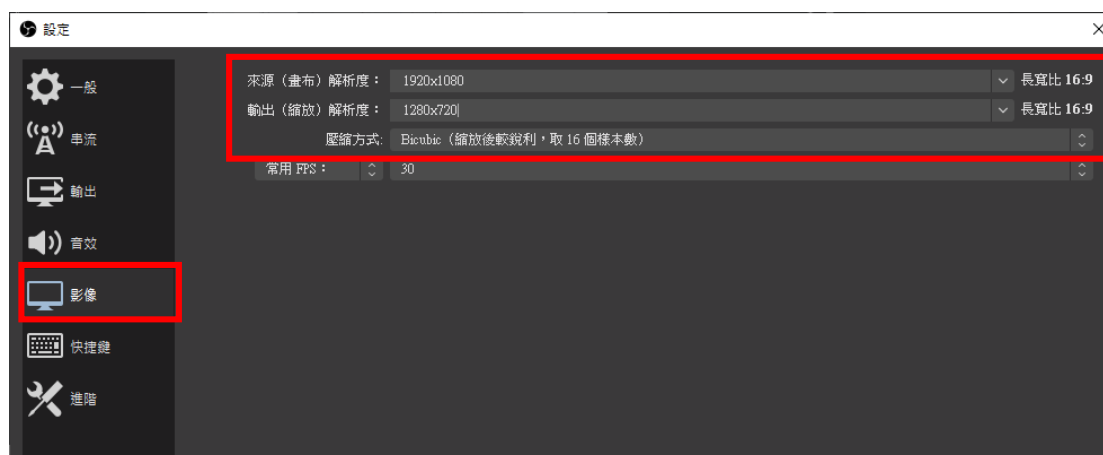 設定
一般
串流
輸出
音效
影像
快捷鍵
進階
來源（畫布）解析度： 1920x1080 長寬比 16:9
輸出（縮放）解析度： 1280x720 長寬比 16:9
壓縮方式: Bicubic（縮放後較銳利，取 16 個樣本數）
常用 FPS： 30